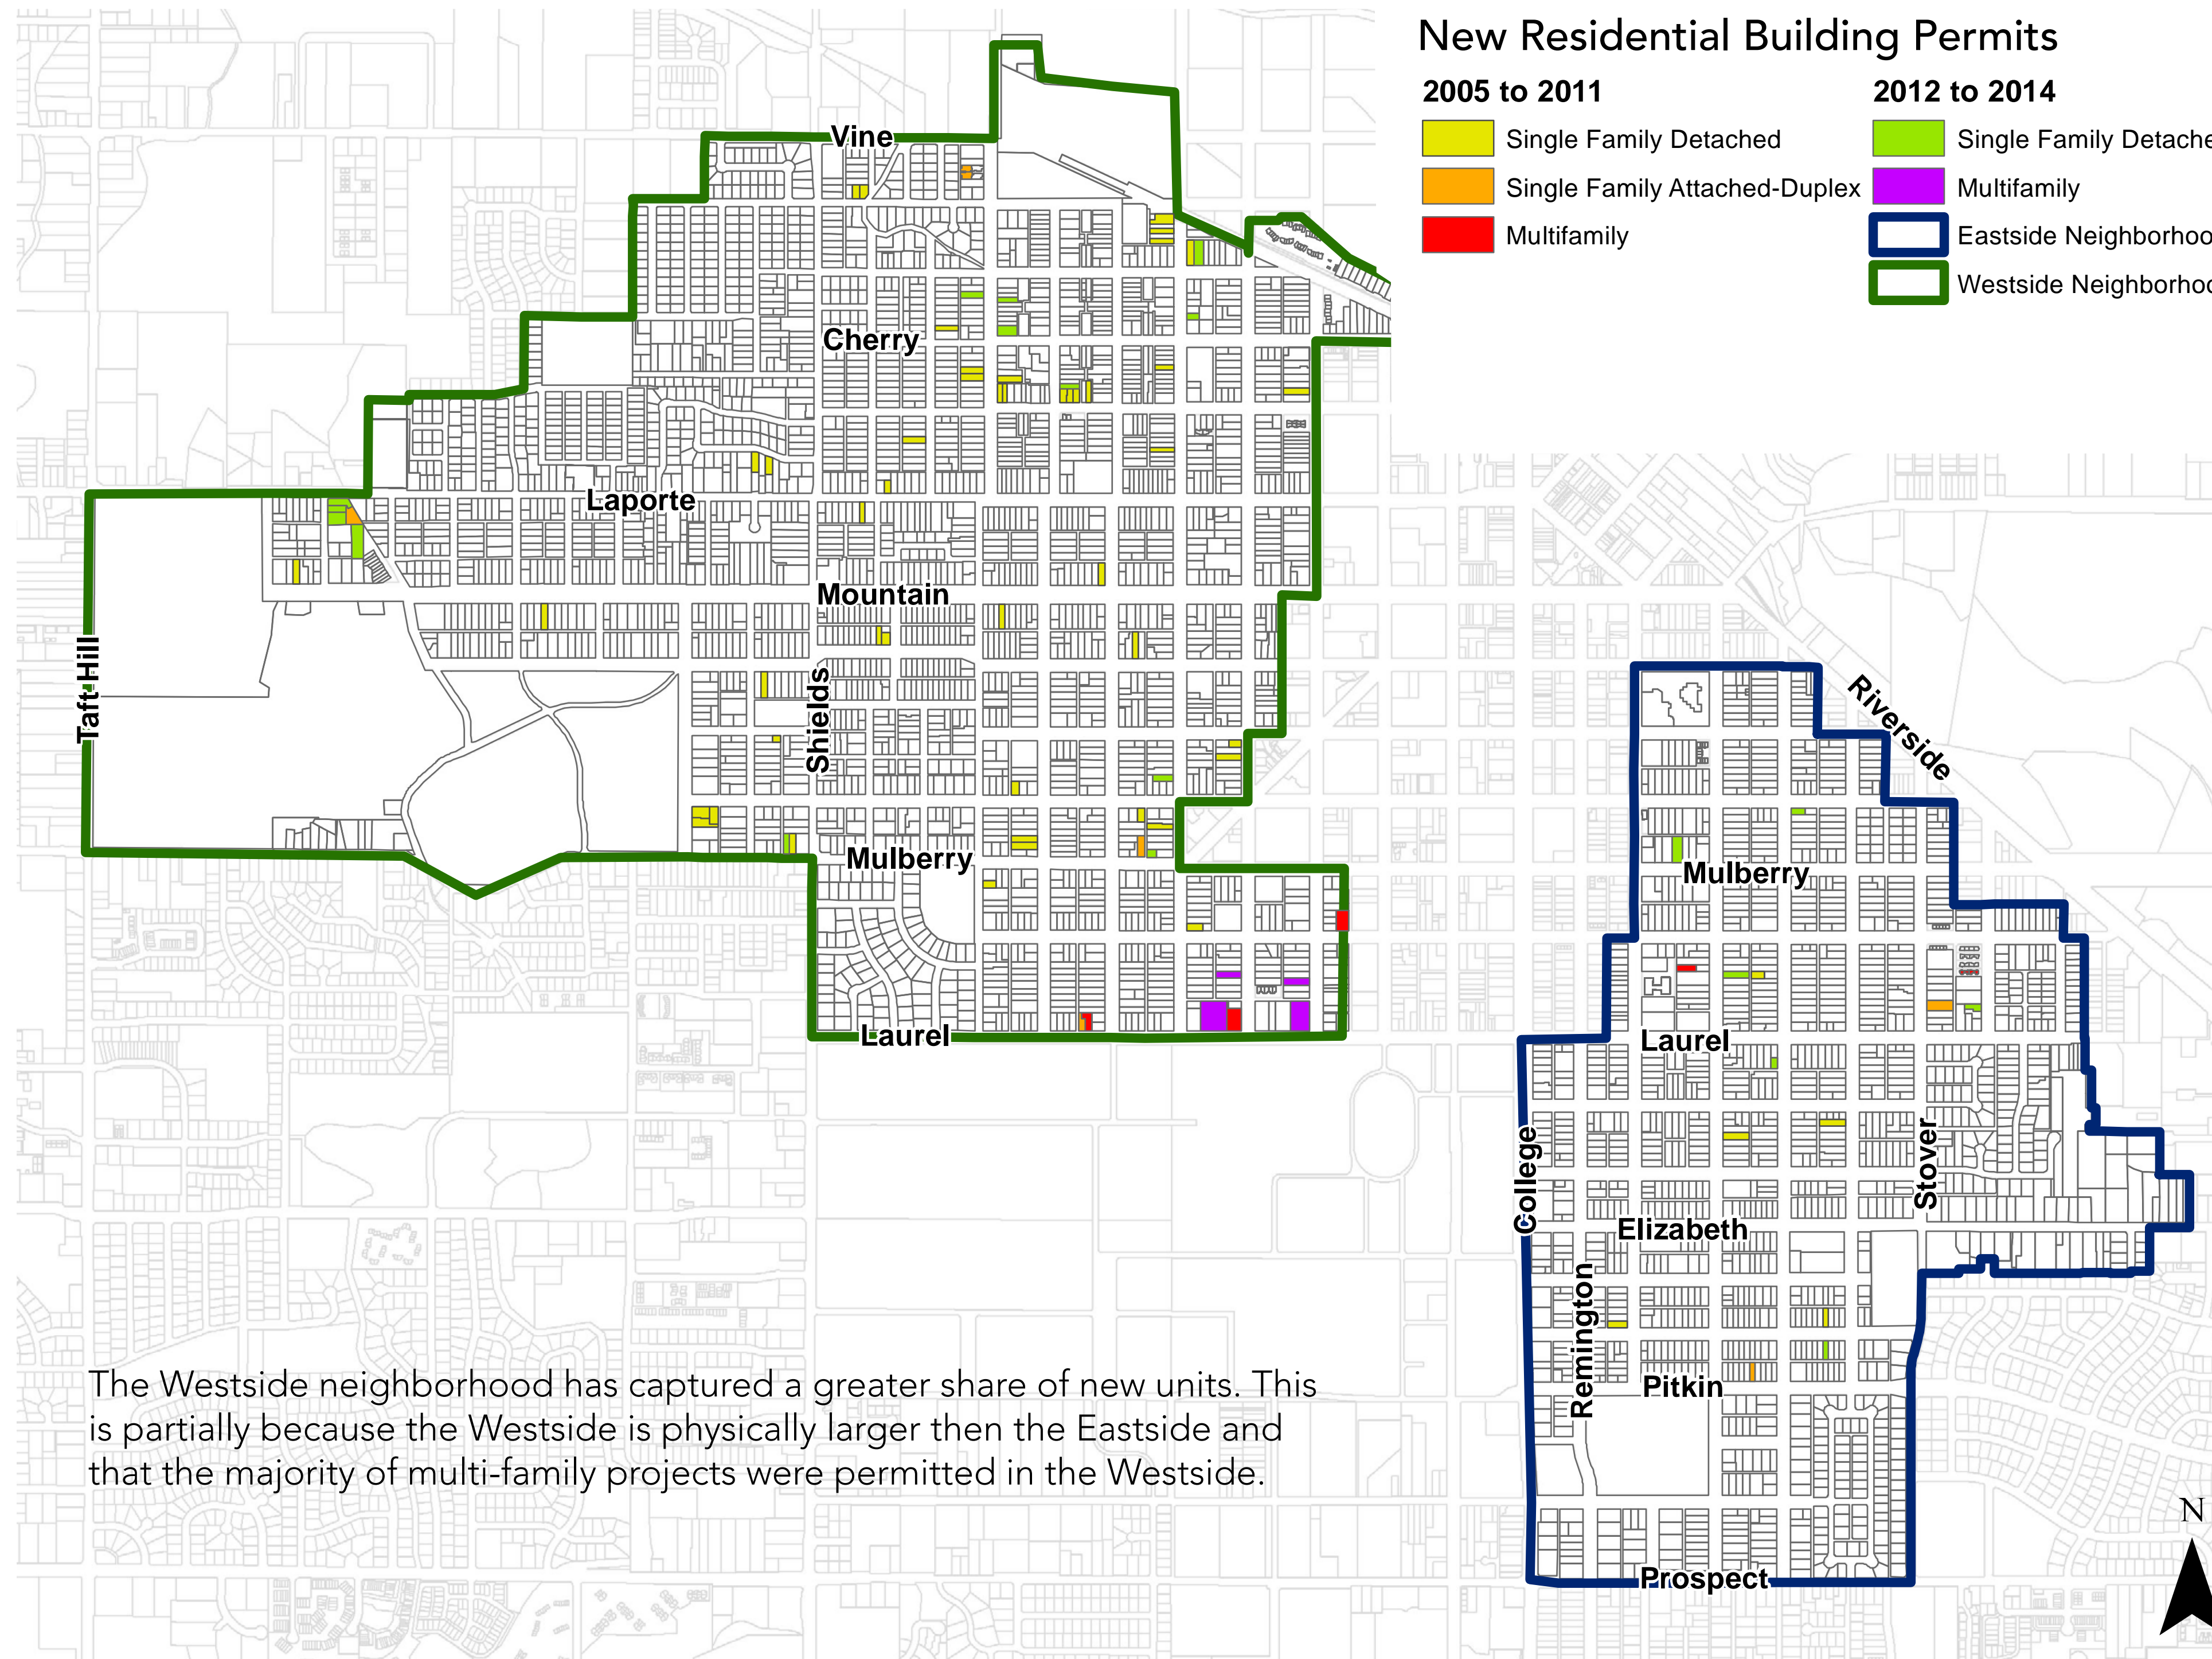 New Residential Building Permits
2005 to 2011
2012 to 2014
Single Family Detached
Single Family Detache
Single Family Attached-Duplex
Multifamily
Multifamily
Eastside Neighborhoo
Westside Neighborhoo
Vine
Cherry
Laporte
Mountain
Taft Hill
Shields
Riverside
Mulberry
Mulberry
Laurel
Laurel
College
Stover
Elizabeth
Remington
Pitkin
The Westside neighborhood has captured a greater share of new units. This
is partially because the Westside is physically larger then the Eastside and
that the majority of multi-family projects were permitted in the Westside.
N
Prospect